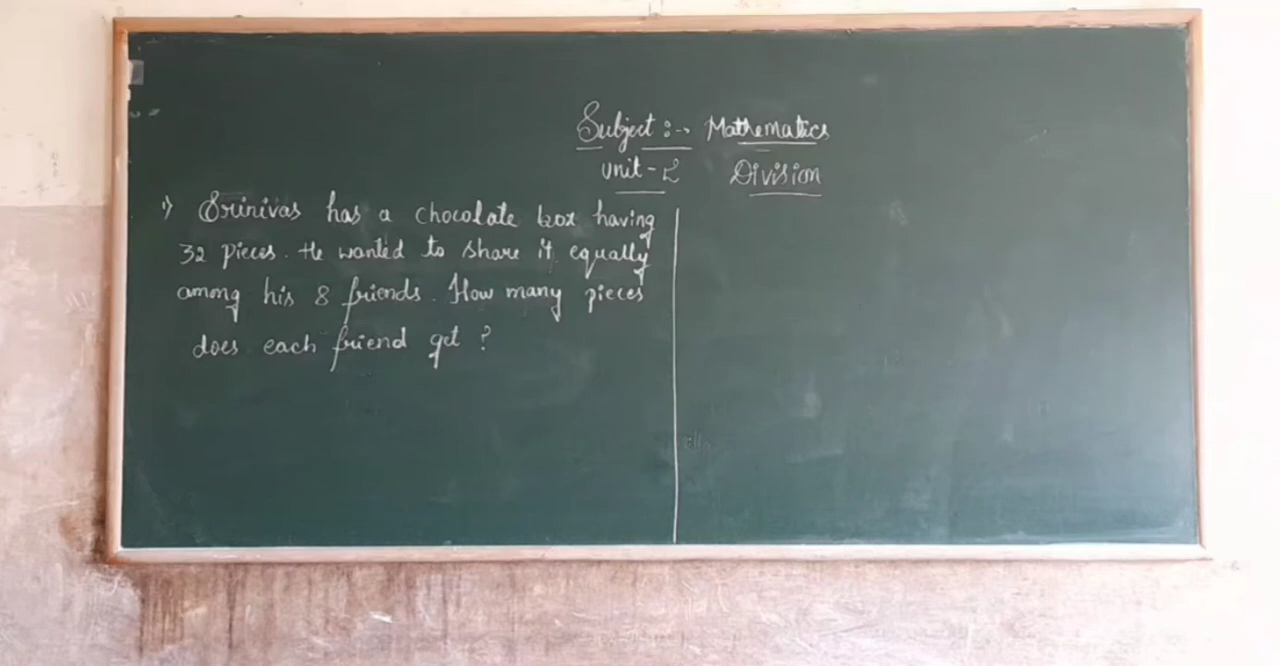 Subject :-> Mathematics
Unit - 2 Division
1) Srinivas has a chocolate box having
32 pieces. He wanted to share it equally
among his 8 friends. How many pieces
does each friend get ?